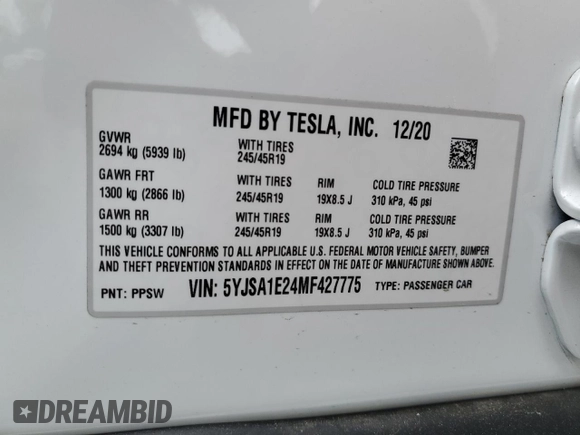 MFD BY TESLA, INC. 12/20
GVWR WITH TIRES
2694 kg (5939 lb) 245/45R19
GAWR FRT WITH TIRES RIM COLD TIRE PRESSURE
1300 kg (2866 lb) 245/45R19 19X8.5 J 310 kPa, 45 psi
GAWR RR WITH TIRES RIM COLD TIRE PRESSURE
1500 kg (3307 lb) 245/45R19 19X8.5 J 310 kPa, 45 psi
THIS VEHICLE CONFORMS TO ALL APPLICABLE U.S. FEDERAL MOTOR VEHICLE SAFETY, BUMPER
AND THEFT PREVENTION STANDARDS IN EFFECT ON THE DATE OF MANUFACTURE SHOWN ABOVE.
PNT: PPSW VIN: 5YJSA1E24MF427775 TYPE: PASSENGER CAR
DREAMBID